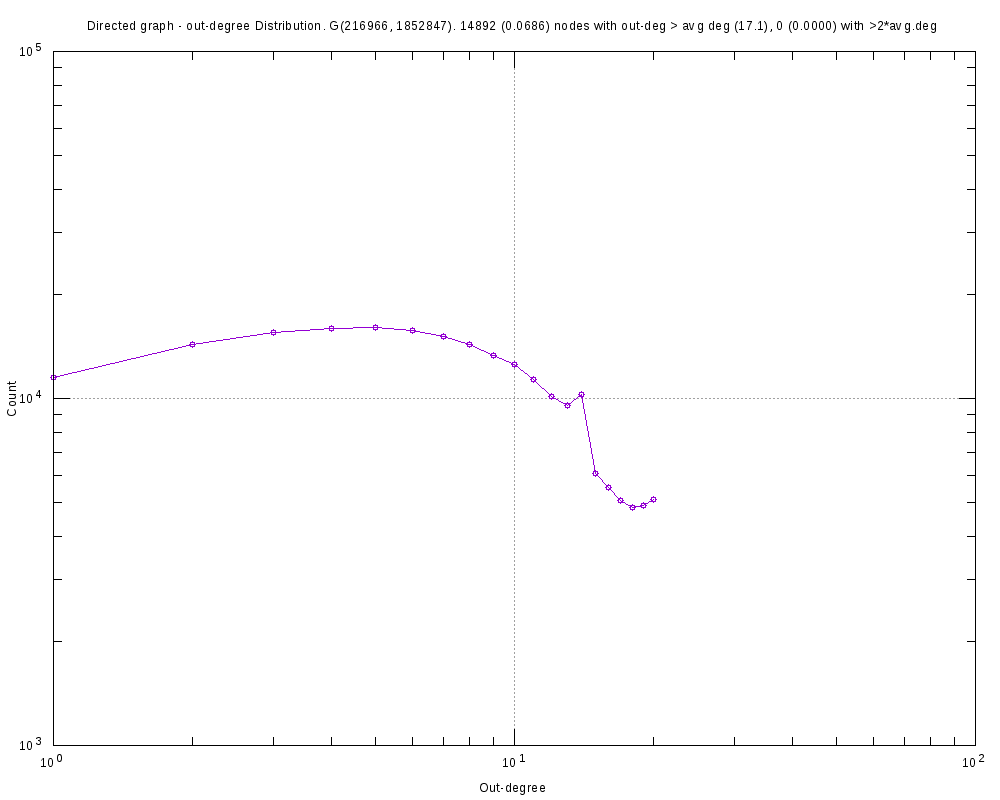 Directed graph - out-degree Distribution. G(216966, 1852847). 14892 (0.0686) nodes with out-deg > avg deg (17.1), 0 (0.0000) with >2*avg.deg
10^5
Count
10^4
10^3
10^0 10^1 10^2
Out-degree